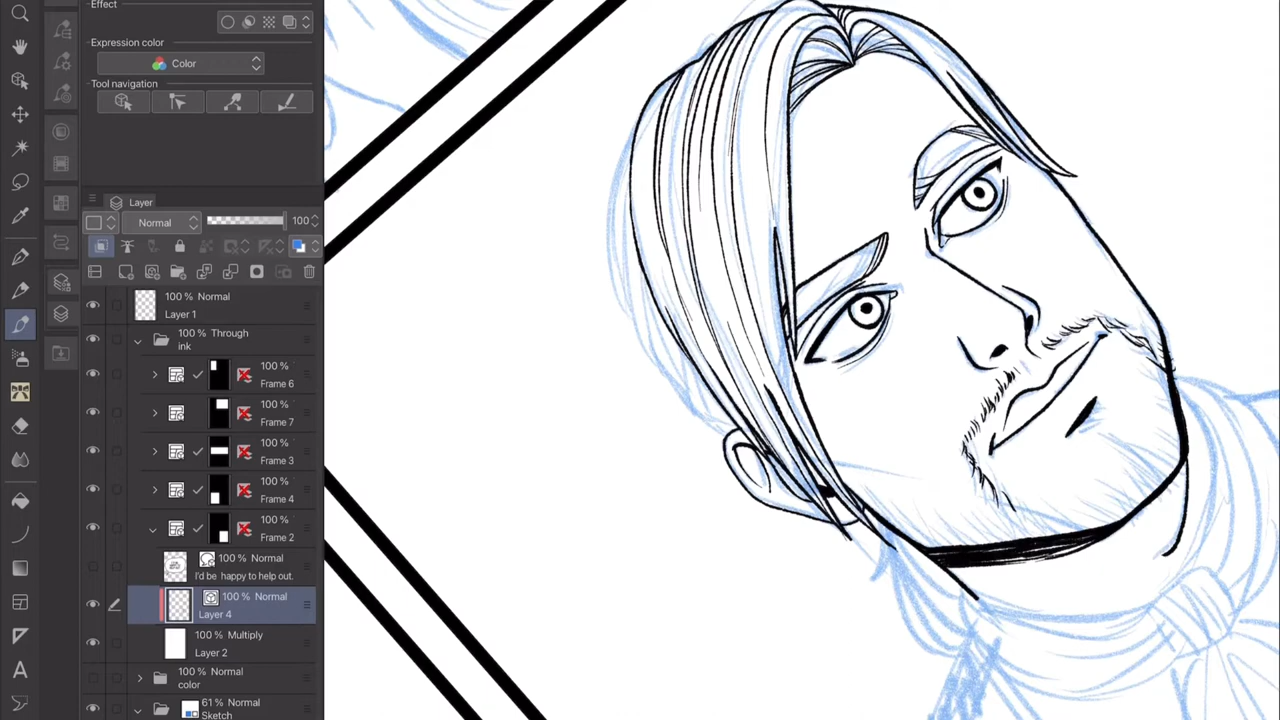 Effect
Expression color
Color
Tool navigation
Layer
Normal
100
100 % Normal
Layer 1
100 % Through
ink
100 %
Frame 6
100 %
Frame 7
100 %
Frame 3
100 %
Frame 4
100 %
Frame 2
100 % Normal
I'd be happy to help out.
100 % Normal
Layer 4
100 % Multiply
Layer 2
100 % Normal
color
61 % Normal
Sketch